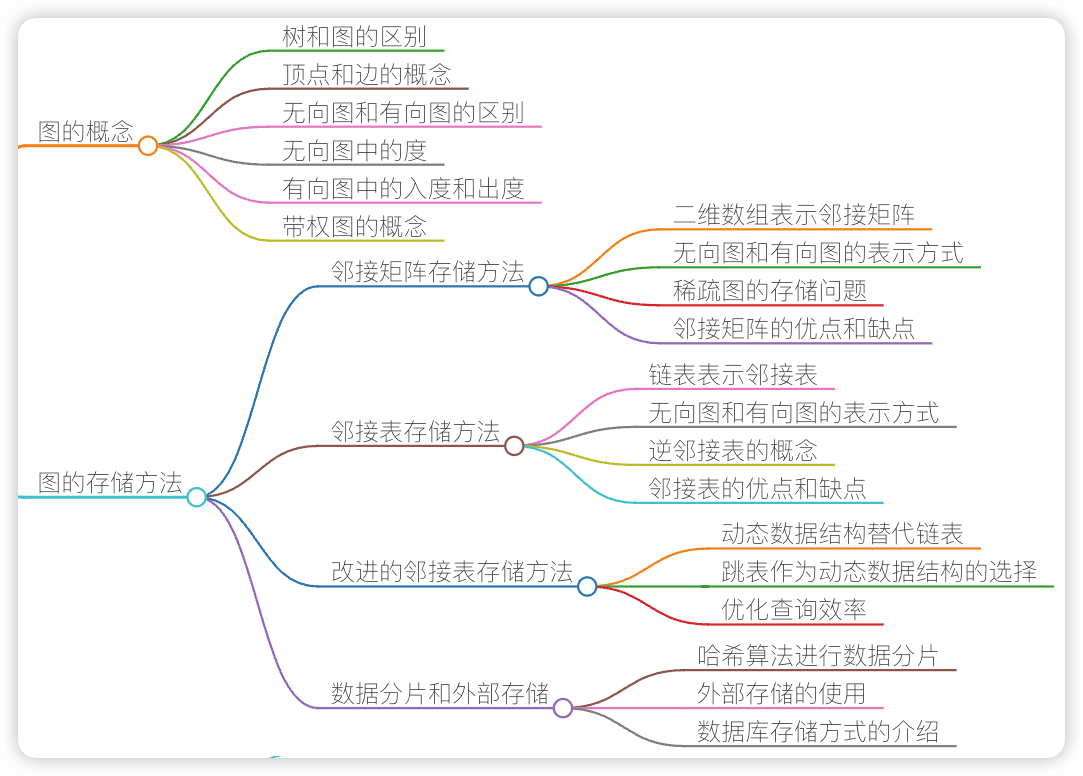 图的概念
树和图的区别
顶点和边的概念
无向图和有向图的区别
无向图中的度
有向图中的入度和出度
带权图的概念
图的存储方法
邻接矩阵存储方法
二维数组表示邻接矩阵
无向图和有向图的表示方式
稀疏图的存储问题
邻接矩阵的优点和缺点
邻接表存储方法
链表表示邻接表
无向图和有向图的表示方式
逆邻接表的概念
邻接表的优点和缺点
改进的邻接表存储方法
动态数据结构替代链表
跳表作为动态数据结构的选择
优化查询效率
数据分片和外部存储
哈希算法进行数据分片
外部存储的使用
数据库存储方式的介绍